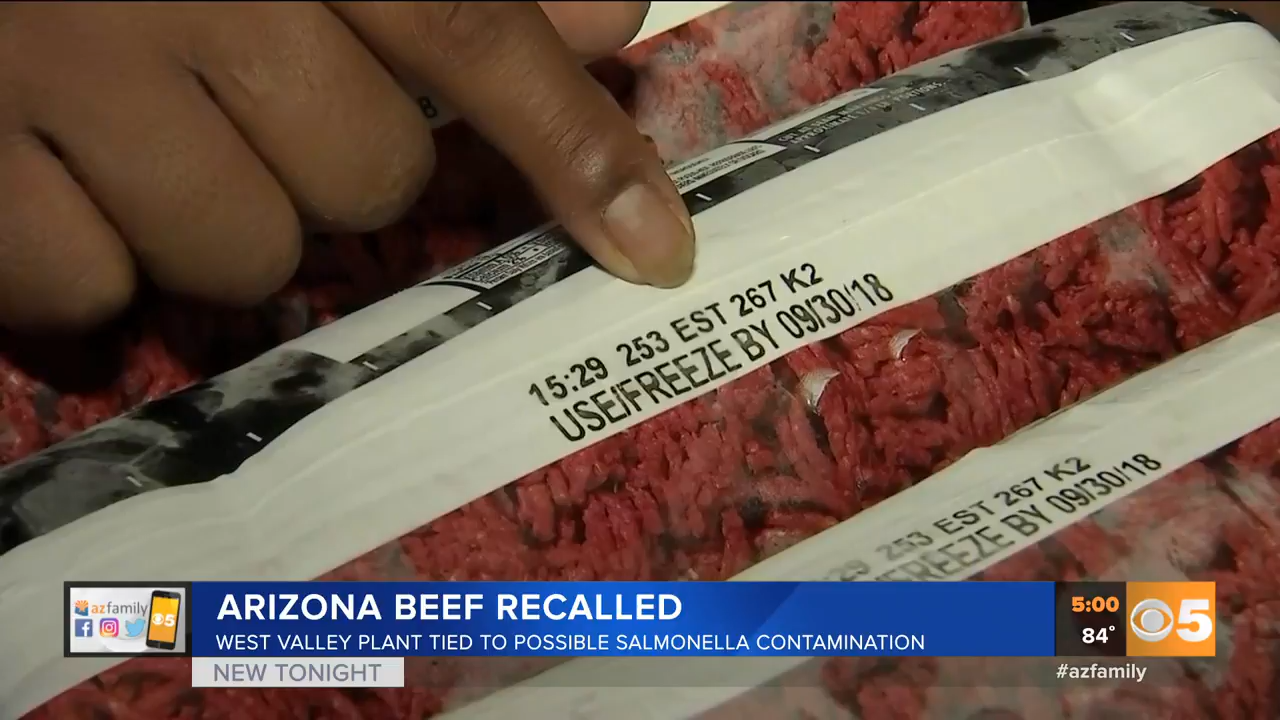 15:29 253 EST 267 K2
USE/FREEZE BY 09/30/18
253 EST 267 K2
FREEZE BY 09/30/18
azfamily
5
ARIZONA BEEF RECALLED
WEST VALLEY PLANT TIED TO POSSIBLE SALMONELLA CONTAMINATION
NEW TONIGHT
5:00
84°
5
#azfamily